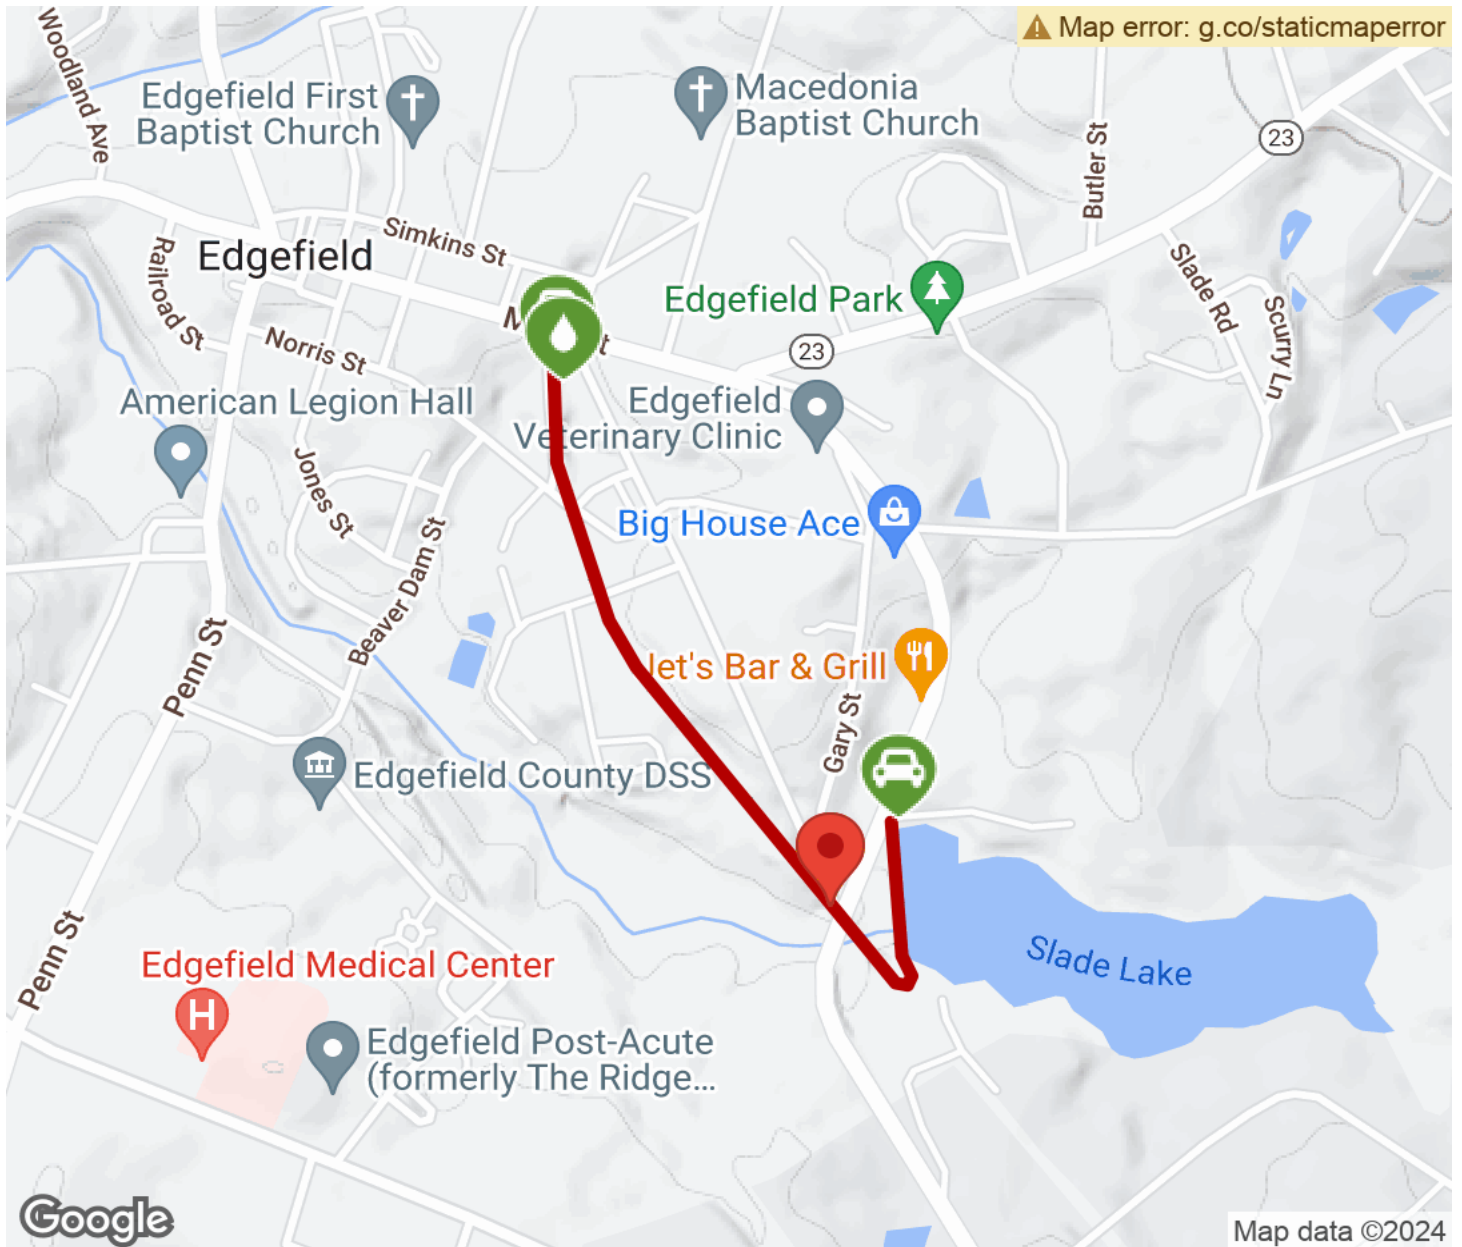 Map error: g.co/staticmaperror
Woodland Ave
Edgefield First
Baptist Church
Macedonia
Baptist Church
23
Butler St
Simkins St
Edgefield
Railroad St
Edgefield Park
Slade Rd
Scurry Ln
Norris St
23
American Legion Hall
Edgefield
Veterinary Clinic
Jones St
Big House Ace
Beaver Dam St
Penn St
Gary St
Bar & Grill
Edgefield County DSS
Penn St
Slade Lake
Edgefield Medical Center
H
Edgefield Post-Acute
(formerly The Ridge...
Google
Map data ©2024